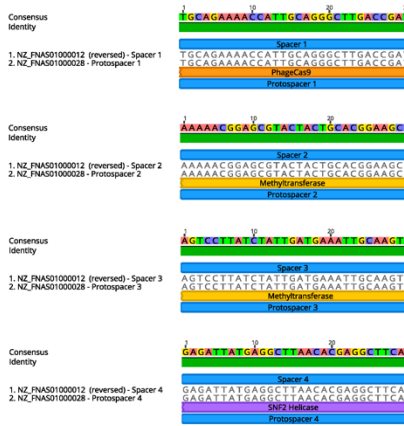 1 10 20
Consensus TGCAGAAAACCATTGCAGGGCTTGACCGA
Identity
Spacer 1
1. NZ_FNAS01000012 (reversed) - Spacer 1 TGCAGAAAACCATTGCAGGGCTTGACCGA
2. NZ_FNAS01000028 - Protospacer 1 TGCAGAAAACCATTGCAGGGCTTGACCGA
PhageCas9
Protospacer 1
1 10 20
Consensus AAAAACGGAGCGTACTACTGCACGGAAGC
Identity
Spacer 2
1. NZ_FNAS01000012 (reversed) - Spacer 2 AAAAACGGAGCGTACTACTGCACGGAAGC
2. NZ_FNAS01000028 - Protospacer 2 AAAAACGGAGCGTACTACTGCACGGAAGC
Methyltransferase
Protospacer 2
1 10 20
Consensus AGTCCTTATCTATTGATGAAATTGCAAGT
Identity
Spacer 3
1. NZ_FNAS01000012 (reversed) - Spacer 3 AGTCCTTATCTATTGATGAAATTGCAAGT
2. NZ_FNAS01000028 - Protospacer 3 AGTCCTTATCTATTGATGAAATTGCAAGT
Methyltransferase
Protospacer 3
1 10 20
Consensus GAGATTATGAGGCTTAACACGAGGCTTCA
Identity
Spacer 4
1. NZ_FNAS01000012 (reversed) - Spacer 4 GAGATTATGAGGCTTAACACGAGGCTTCA
2. NZ_FNAS01000028 - Protospacer 4 GAGATTATGAGGCTTAACACGAGGCTTCA
SNF2 Helicase
Protospacer 4